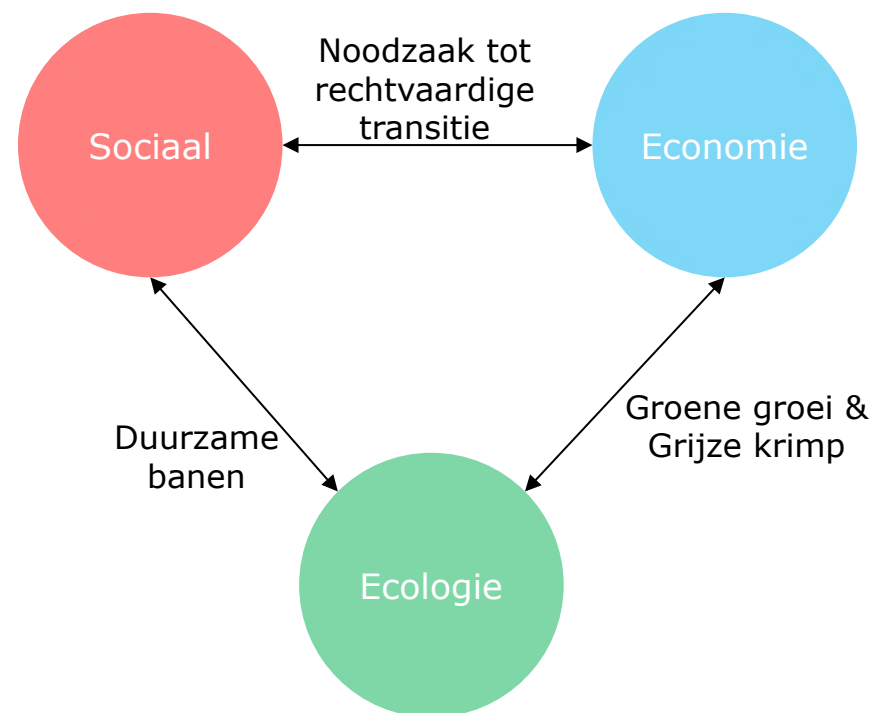 Noodzaak tot
rechtvaardige
transitie
Sociaal
Economie
Duurzame
banen
Groene groei &
Grijze krimp
Ecologie